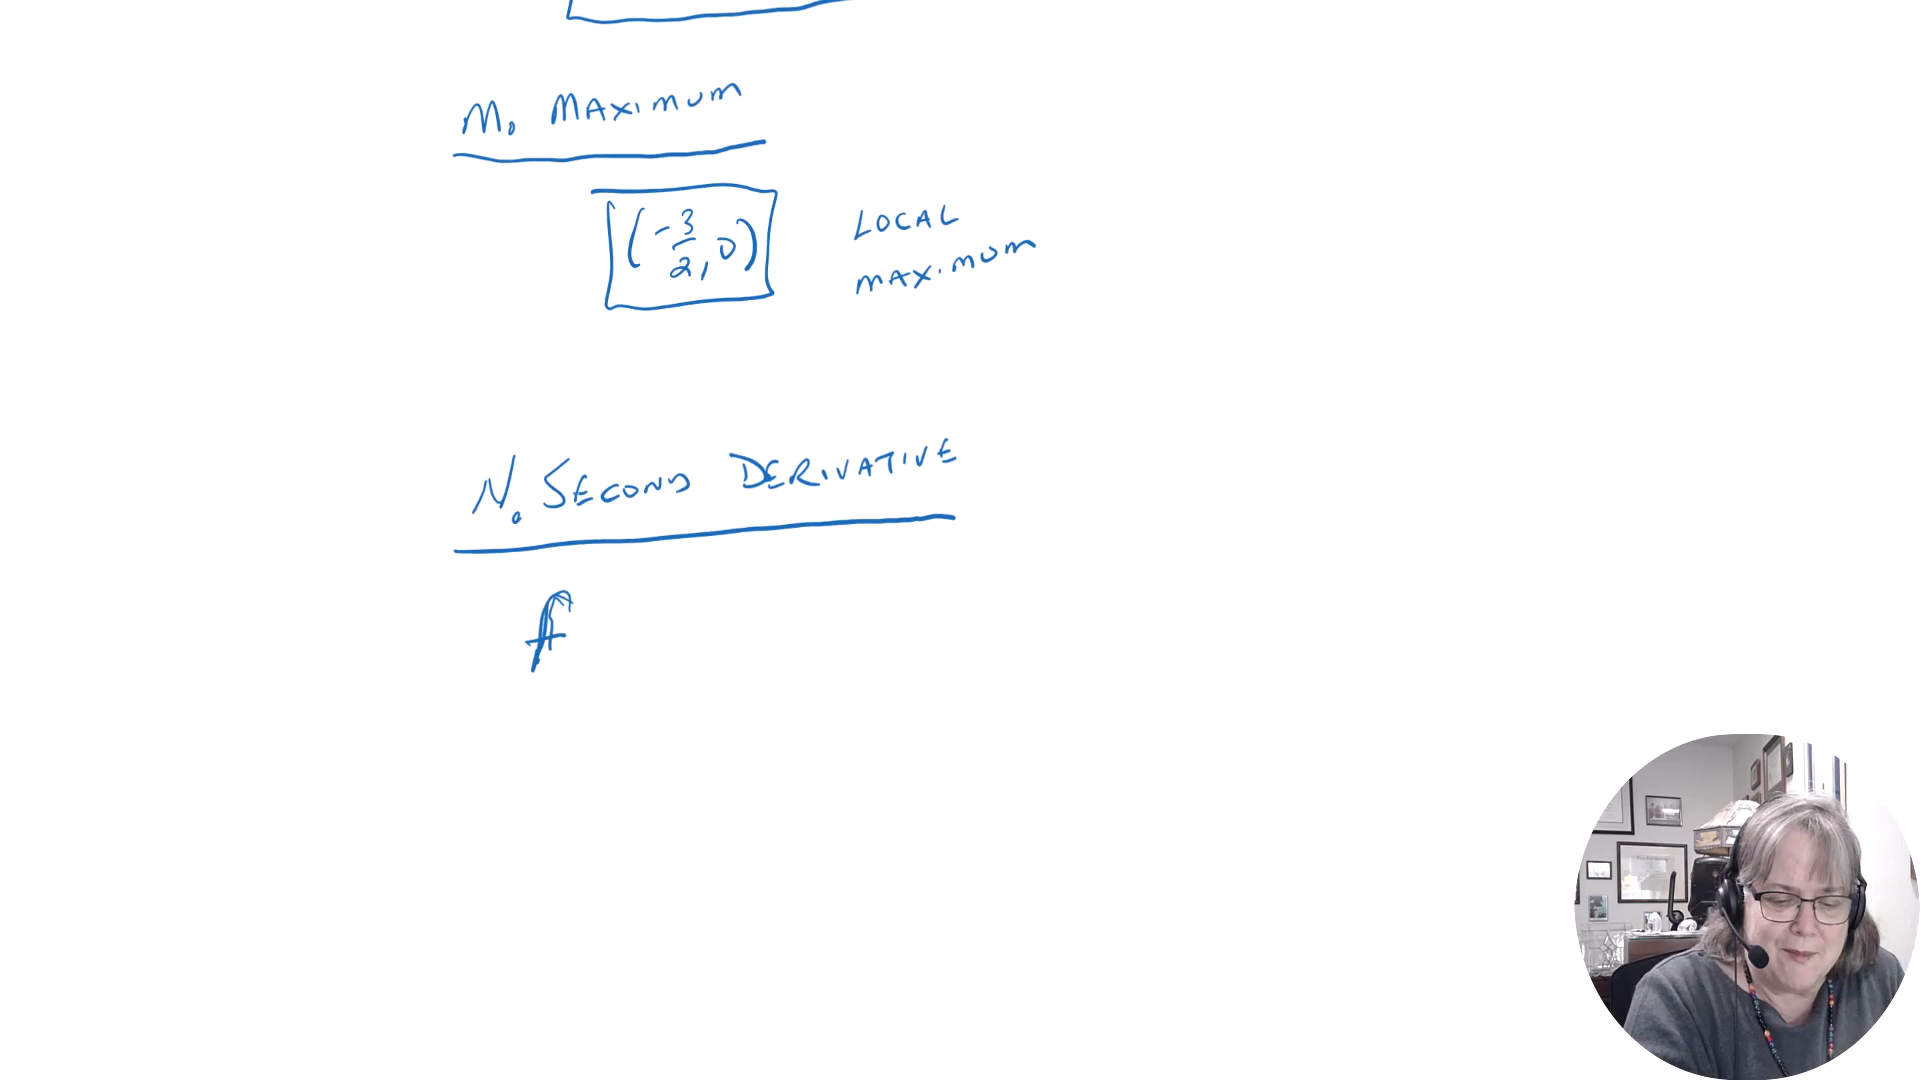 M. MAXIMUM
(-3/2, 0)
LOCAL
MAXIMUM
N. SECOND DERIVATIVE
f